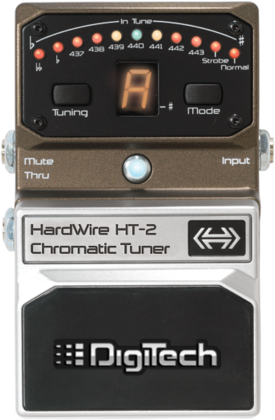 In Tune
♭ 438 439 440 441 442 ♯
♭♭ ♭ 437 443 Strobe
Normal
A
-♯
Tuning Mode
Mute Input
Thru
HardWire HT-2
Chromatic Tuner
DigiTech